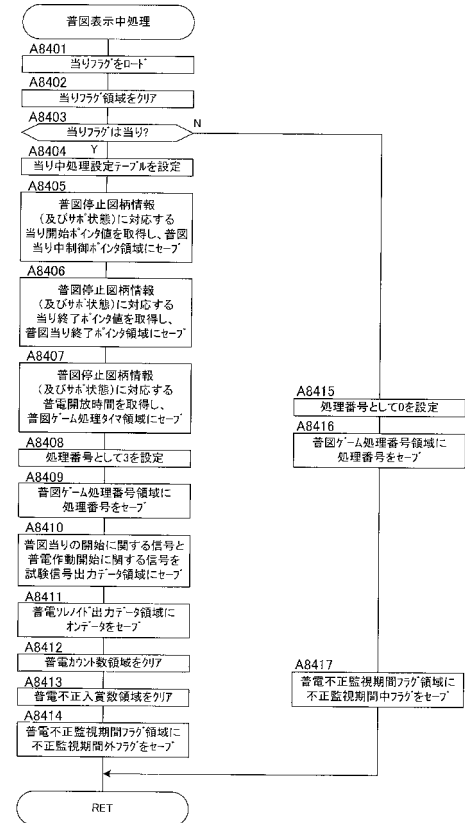 普図表示中処理
A8401
当りフラグをロード
A8402
当りフラグ領域をクリア
A8403
当りフラグは当り?
N
Y
A8404
当り中処理設定テーブルを設定
A8405
普図停止図柄情報
(及びサポ状態)に対応する
当り開始ポインタ値を取得し、普図
当り中制御ポインタ領域にセーブ
A8406
普図停止図柄情報
(及びサポ状態)に対応する
当り終了ポインタ値を取得し、
普図当り終了ポインタ領域にセーブ
A8407
普図停止図柄情報
(及びサポ状態)に対応する
普電開放時間を取得し、
普図ゲーム処理タイマ領域にセーブ
A8408
処理番号として3を設定
A8409
普図ゲーム処理番号領域に
処理番号をセーブ
A8410
普図当りの開始に関する信号と
普電作動開始に関する信号を
試験信号出力データ領域にセーブ
A8411
普電ソレノイド出力データ領域に
オンデータをセーブ
A8412
普電カウント数領域をクリア
A8413
普電不正入賞数領域をクリア
A8414
普電不正監視期間フラグ領域に
不正監視期間外フラグをセーブ
A8415
処理番号として0を設定
A8416
普図ゲーム処理番号領域に
処理番号をセーブ
A8417
普電不正監視期間フラグ領域に
不正監視期間中フラグをセーブ
RET